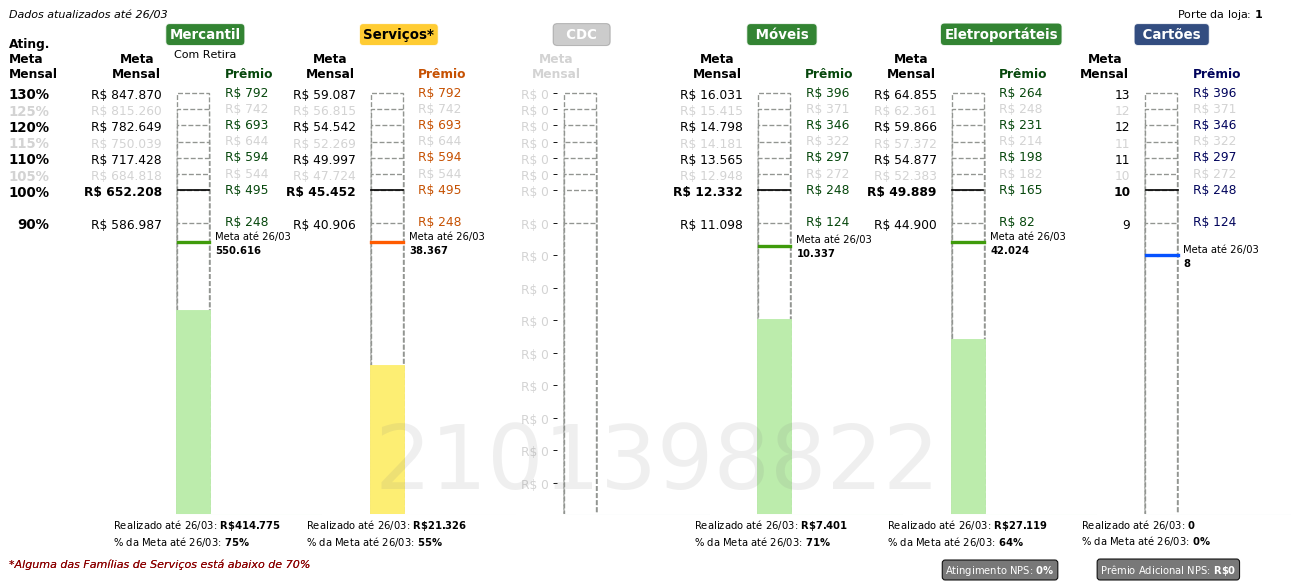 Dados atualizados até 26/03
Porte da loja: 1
Mercantil Serviços* CDC Móveis Eletroportáteis Cartões
Com Retira
Ating. Meta Mensal
Meta Mensal Prêmio Meta Mensal Prêmio Meta Mensal Meta Mensal Prêmio Meta Mensal Prêmio Meta Mensal Prêmio
130% R$ 847.870 R$ 792 R$ 59.087 R$ 792 R$ 0 R$ 16.031 R$ 396 R$ 64.855 R$ 264 13 R$ 396
125% R$ 815.260 R$ 742 R$ 56.815 R$ 742 R$ 0 R$ 15.415 R$ 371 R$ 62.361 R$ 248 12 R$ 371
120% R$ 782.649 R$ 693 R$ 54.542 R$ 693 R$ 0 R$ 14.798 R$ 346 R$ 59.866 R$ 231 12 R$ 346
115% R$ 750.039 R$ 644 R$ 52.269 R$ 644 R$ 0 R$ 14.181 R$ 322 R$ 57.372 R$ 214 11 R$ 322
110% R$ 717.428 R$ 594 R$ 49.997 R$ 594 R$ 0 R$ 13.565 R$ 297 R$ 54.877 R$ 198 11 R$ 297
105% R$ 684.818 R$ 544 R$ 47.724 R$ 544 R$ 0 R$ 12.948 R$ 272 R$ 52.383 R$ 182 10 R$ 272
100% R$ 652.208 R$ 495 R$ 45.452 R$ 495 R$ 0 R$ 12.332 R$ 248 R$ 49.889 R$ 165 10 R$ 248
90% R$ 586.987 R$ 248 R$ 40.906 R$ 248 R$ 0 R$ 11.098 R$ 124 R$ 44.900 R$ 82 9 R$ 124
Meta até 26/03 Meta até 26/03 Meta até 26/03 Meta até 26/03 Meta até 26/03
550.616 38.367 10.337 42.024 8
R$ 0
R$ 0
R$ 0
R$ 0
R$ 0
R$ 0
R$ 0
R$ 0
2101398822
Realizado até 26/03: R$414.775 Realizado até 26/03: R$21.326 Realizado até 26/03: R$7.401 Realizado até 26/03: R$27.119 Realizado até 26/03: 0
% da Meta até 26/03: 75% % da Meta até 26/03: 55% % da Meta até 26/03: 71% % da Meta até 26/03: 64% % da Meta até 26/03: 0%
*Alguma das Famílias de Serviços está abaixo de 70%
Atingimento NPS: 0% Prêmio Adicional NPS: R$0